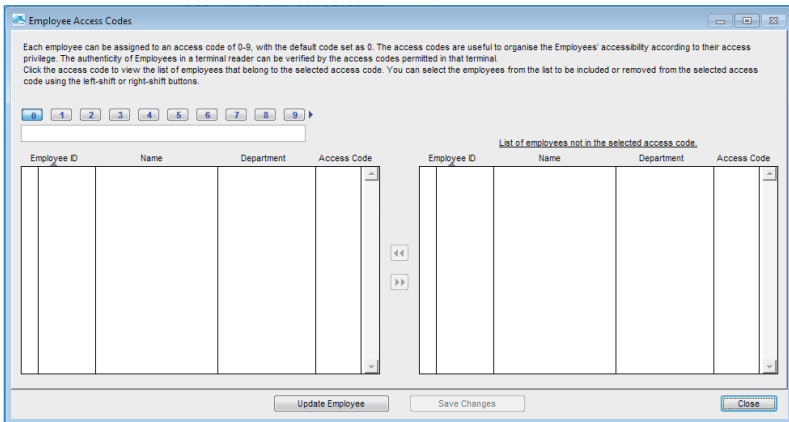 Employee Access Codes
Each employee can be assigned to an access code of 0-9, with the default code set as 0. The access codes are useful to organise the Employees' accessibility according to their access
privilege. The authenticity of Employees in a terminal reader can be verified by the access codes permitted in that terminal.
Click the access code to view the list of employees that belong to the selected access code. You can select the employees from the list to be included or removed from the selected access
code using the left-shift or right-shift buttons.
0 1 2 3 4 5 6 7 8 9
List of employees not in the selected access code.
Employee ID Name Department Access Code Employee ID Name Department Access Code
Update Employee Save Changes Close